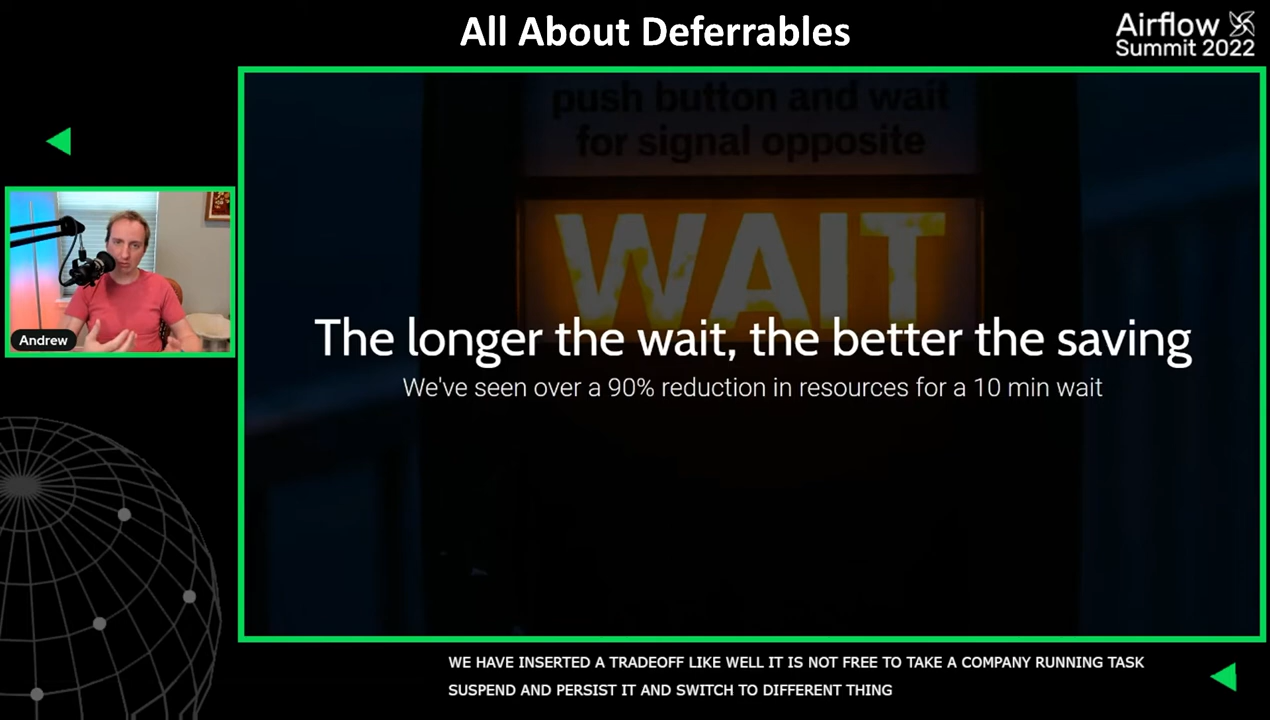 All About Deferrables
Airflow
Summit 2022
push button and wait
for signal opposite
WAIT
Andrew
The longer the wait, the better the saving
We've seen over a 90% reduction in resources for a 10 min wait
WE HAVE INSERTED A TRADEOFF LIKE WELL IT IS NOT FREE TO TAKE A COMPANY RUNNING TASK
SUSPEND AND PERSIST IT AND SWITCH TO DIFFERENT THING